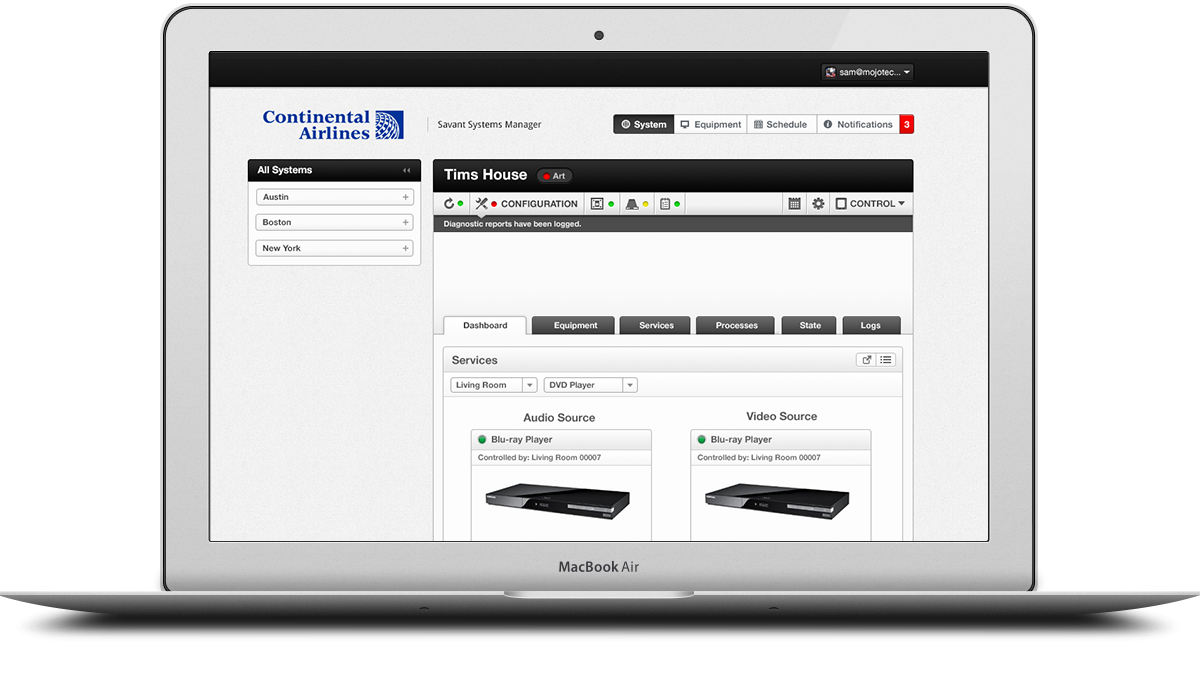 sam@mojotec...
Continental
Airlines
Savant Systems Manager
System Equipment Schedule Notifications 3
All Systems
Austin
Boston
New York
Tims House Art
CONFIGURATION CONTROL
Diagnostic reports have been logged.
Dashboard Equipment Services Processes State Logs
Services
Living Room DVD Player
Audio Source Video Source
Blu-ray Player Blu-ray Player
Controlled by: Living Room 00007 Controlled by: Living Room 00007
MacBook Air